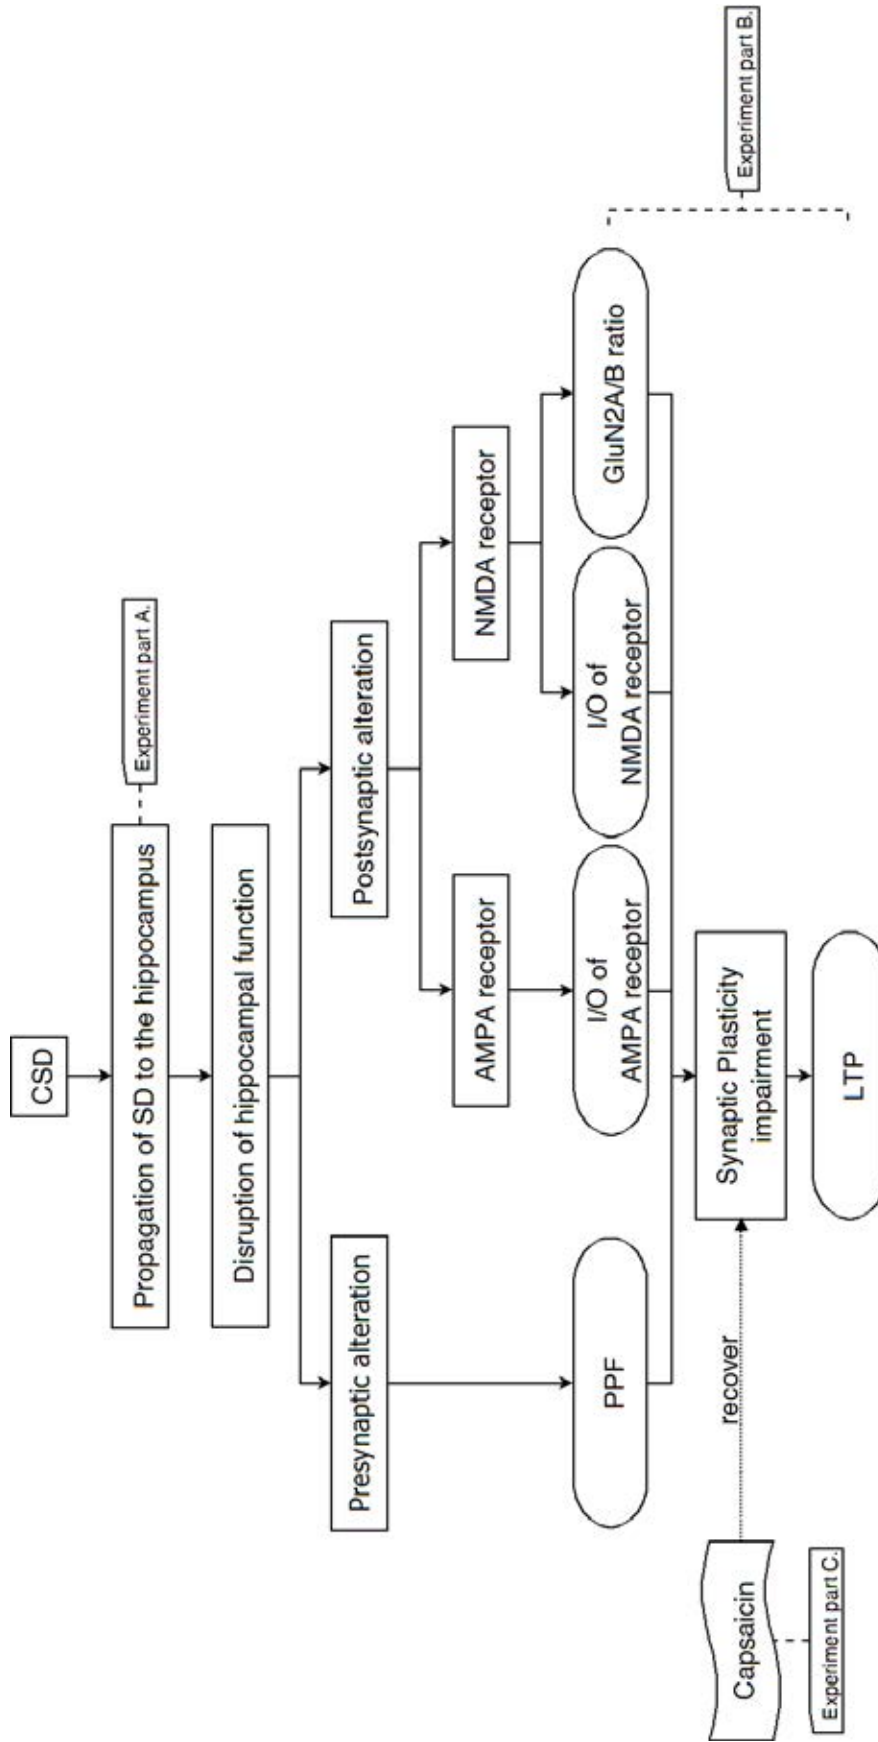 CSD
Propagation of SD to the hippocampus
Experiment part A.
Disruption of hippocampal function
Presynaptic alteration
Postsynaptic alteration
AMPA receptor
NMDA receptor
PPF
I/O of
AMPA receptor
I/O of
NMDA receptor
GluN2A/B ratio
Experiment part B.
Capsaicin
Experiment part C.
recover
Synaptic Plasticity
impairment
LTP